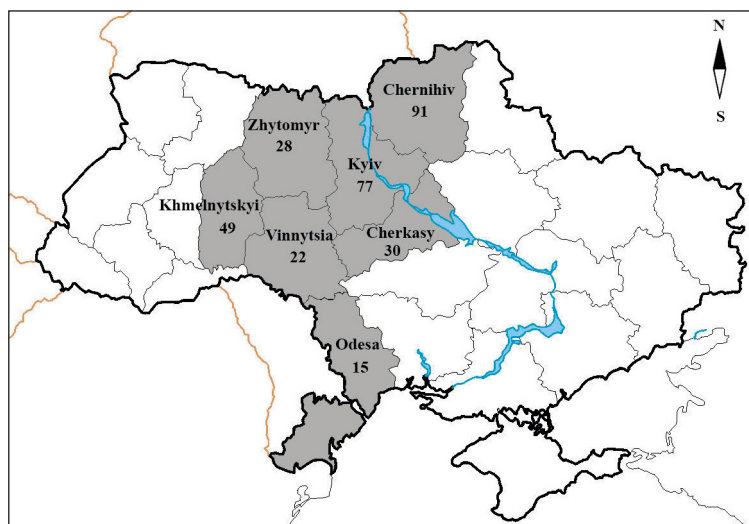 N
S
Chernihiv
91
Zhytomyr
28
Kyiv
77
Khmelnytskyi
49
Vinnytsia
22
Cherkasy
30
Odesa
15